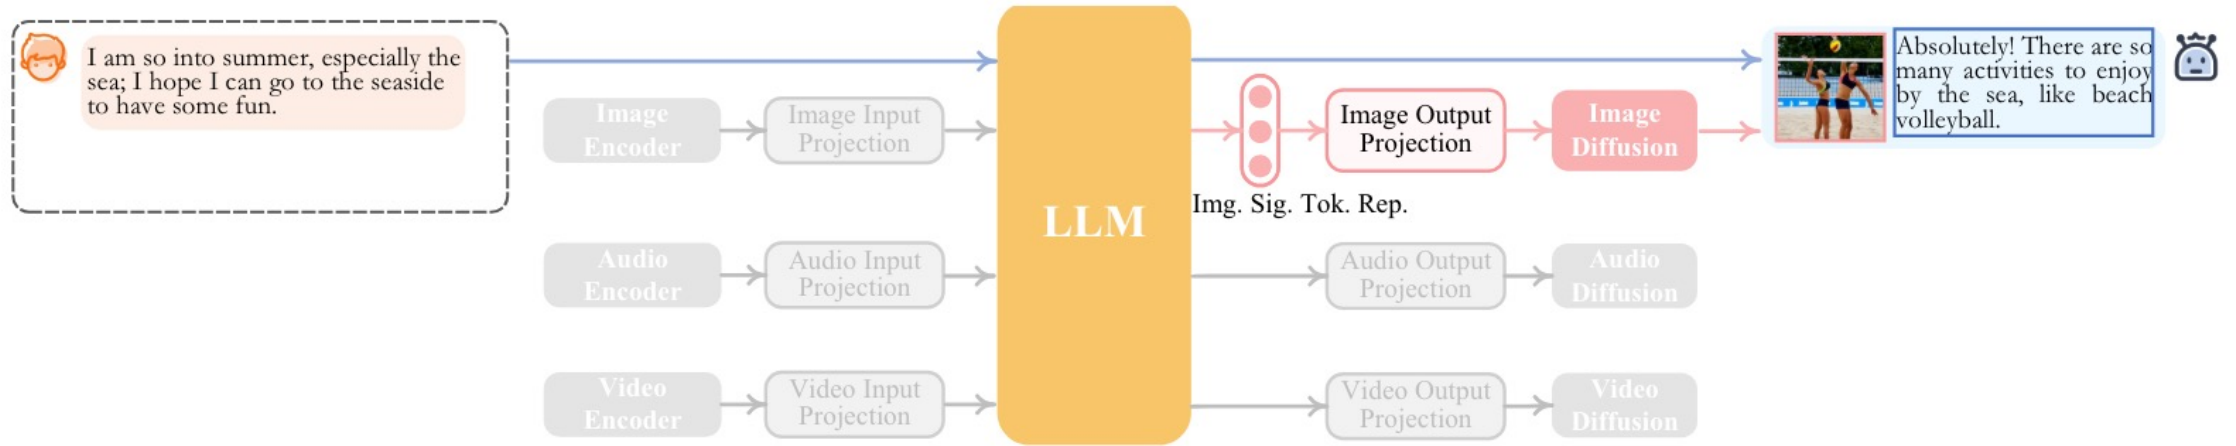 I am so into summer, especially the
sea; I hope I can go to the seaside
to have some fun.
Image
Encoder
Image Input
Projection
Audio
Encoder
Audio Input
Projection
Video
Encoder
Video Input
Projection
LLM
Img. Sig. Tok. Rep.
Image Output
Projection
Image
Diffusion
Audio Output
Projection
Audio
Diffusion
Video Output
Projection
Video
Diffusion
Absolutely! There are so
many activities to enjoy
by the sea, like beach
volleyball.